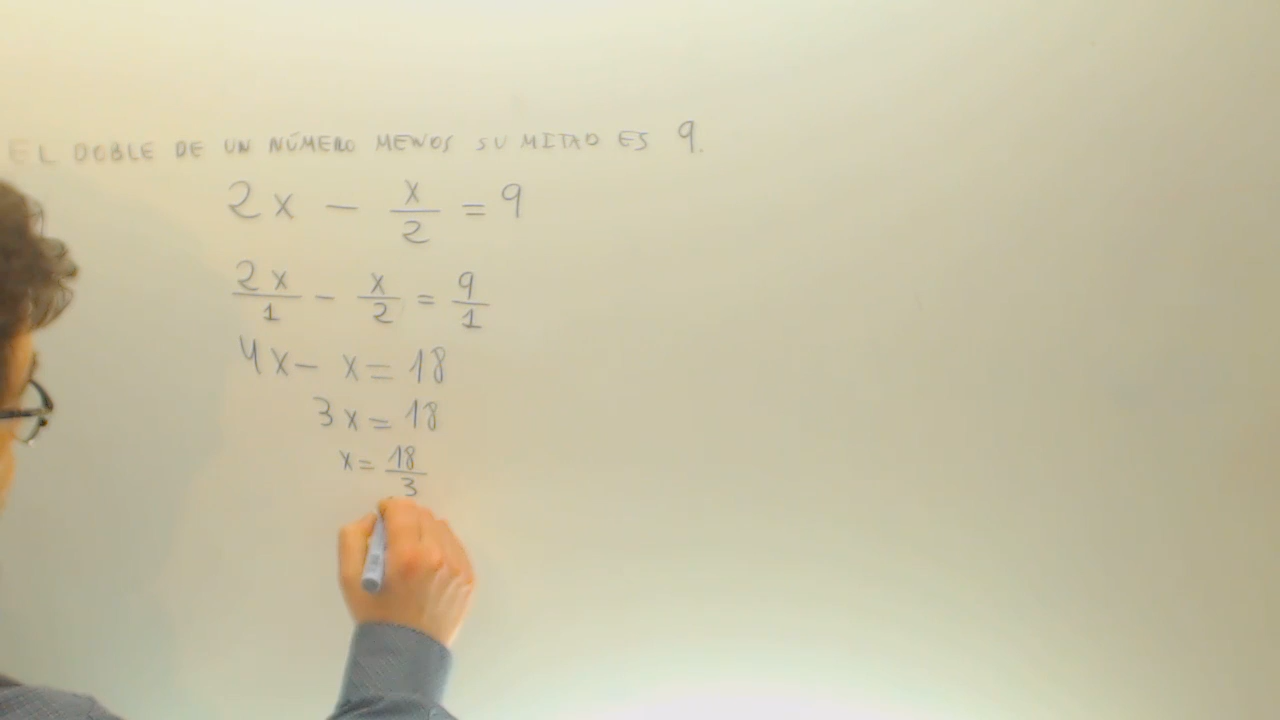 EL DOBLE DE UN NÚMERO MENOS SU MITAD ES 9.
2x - x/2 = 9
2x/1 - x/2 = 9/1
4x - x = 18
3x = 18
x = 18/3